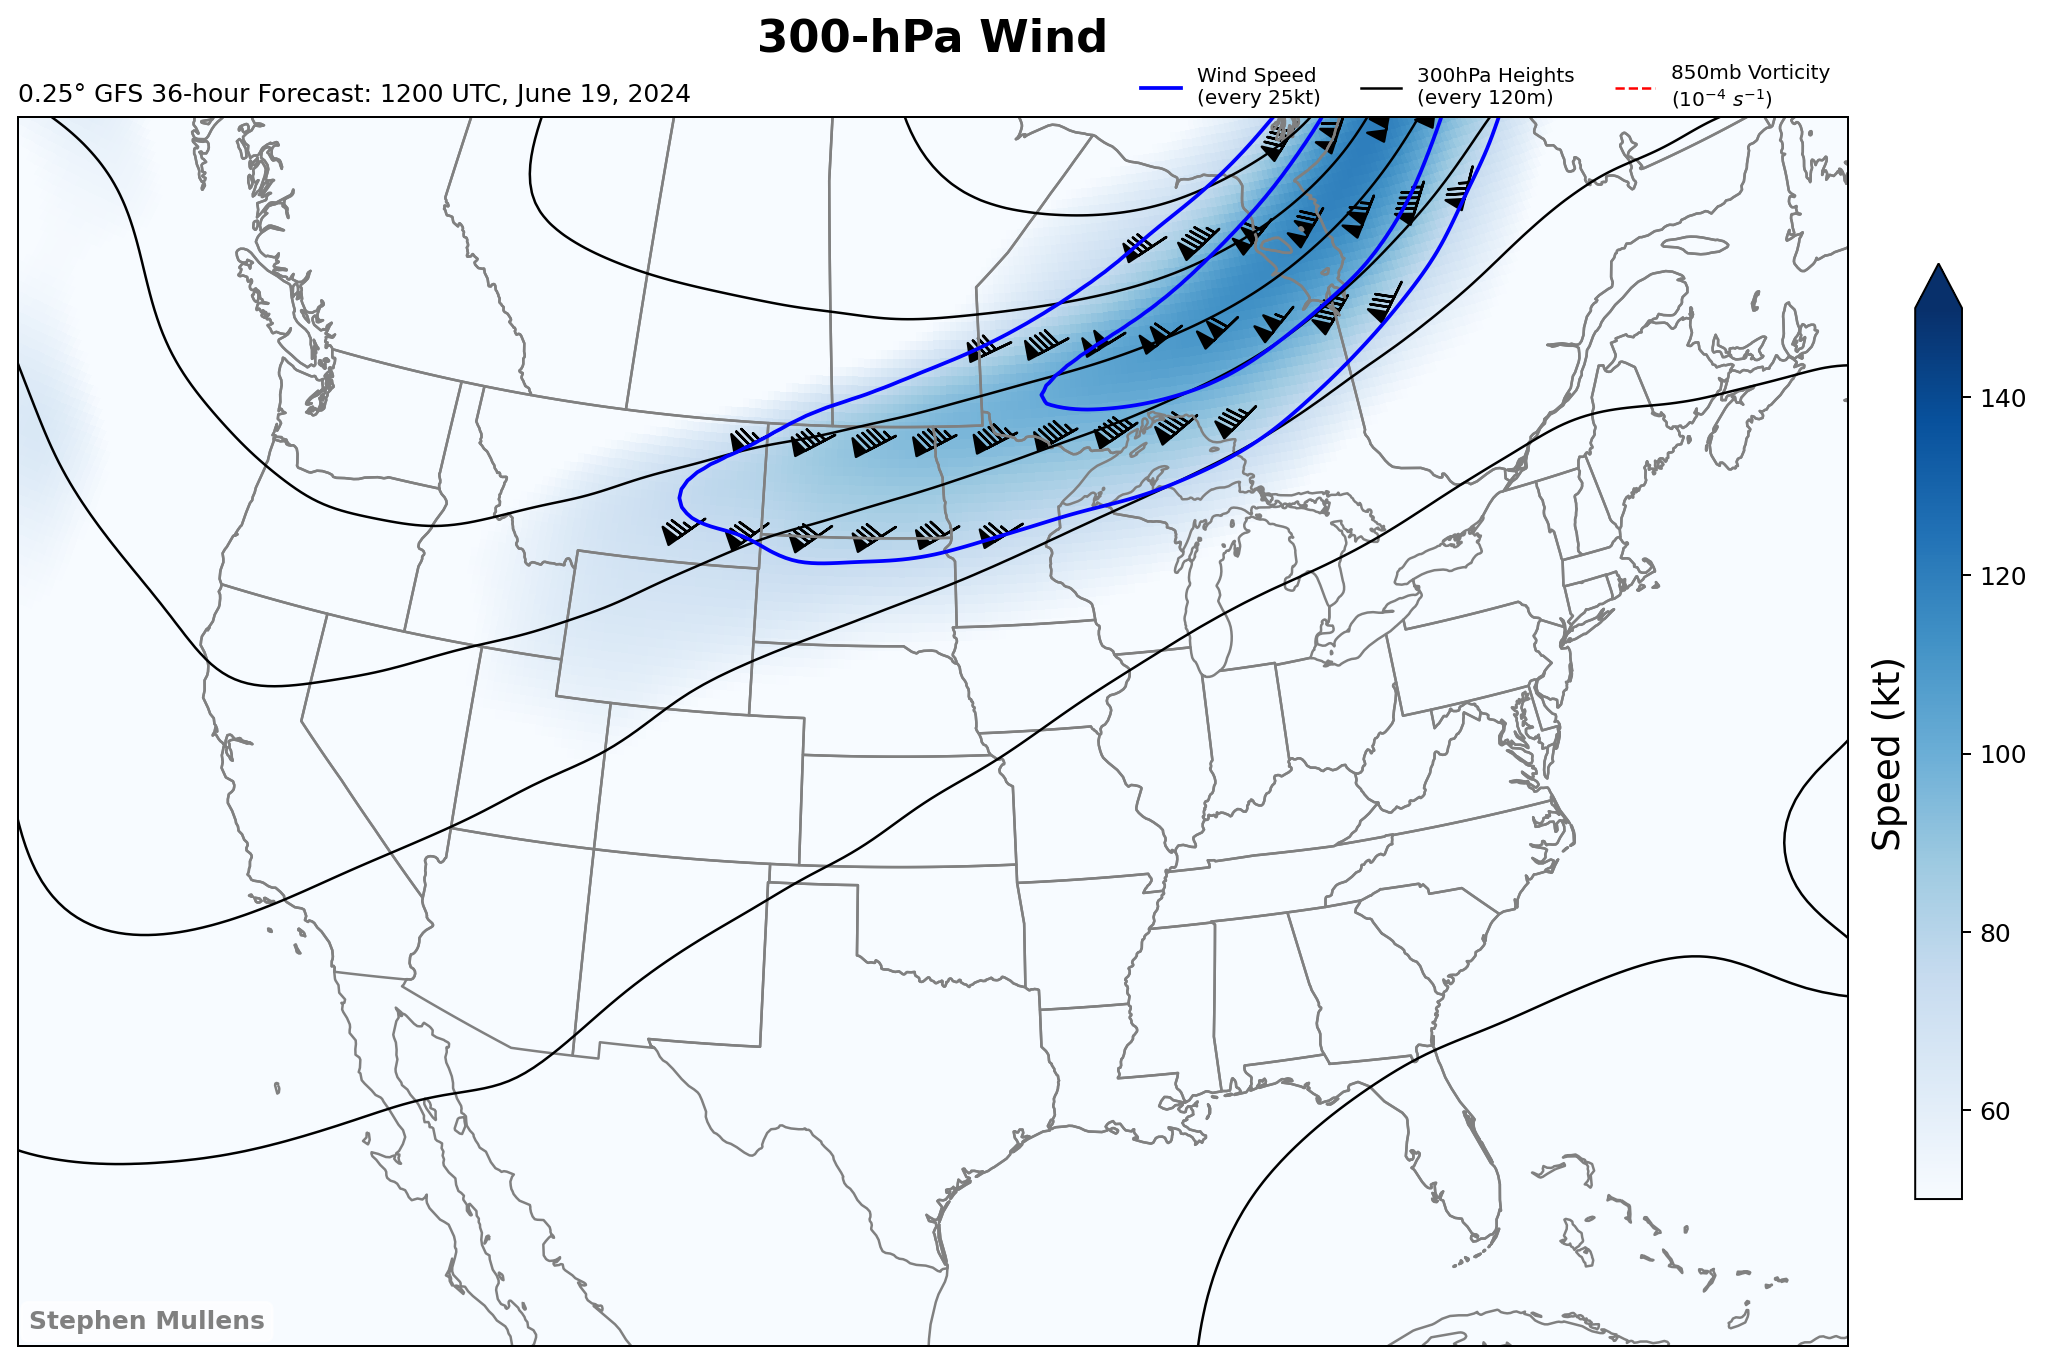 300-hPa Wind
0.25° GFS 36-hour Forecast: 1200 UTC, June 19, 2024
Wind Speed
(every 25kt)
300hPa Heights
(every 120m)
850mb Vorticity
(10⁻⁴ s⁻¹)
140
120
100
80
60
Speed (kt)
Stephen Mullens